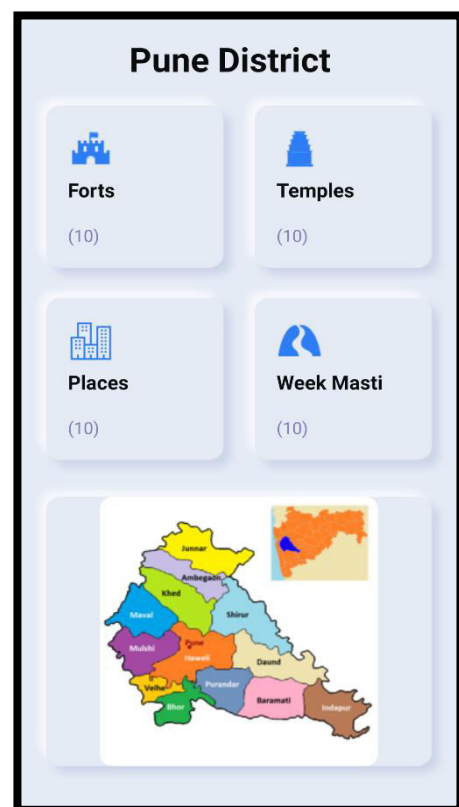 Pune District
Forts
Temples
(10)
(10)
Places
Week Masti
(10)
(10)
Junnar
Ambegaon
Khed
Maval
Shirur
Mulshi
Pune
Haweli
Daund
Velhe
Purandar
Bhor
Baramati
Indapur